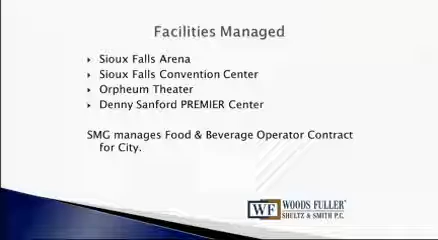 Facilities Managed
Sioux Falls Arena
Sioux Falls Convention Center
Orpheum Theater
Denny Sanford PREMIER Center
SMG manages Food & Beverage Operator Contract
for City.
WF WOODS FULLER
SHULTZ & SMITH P.C.